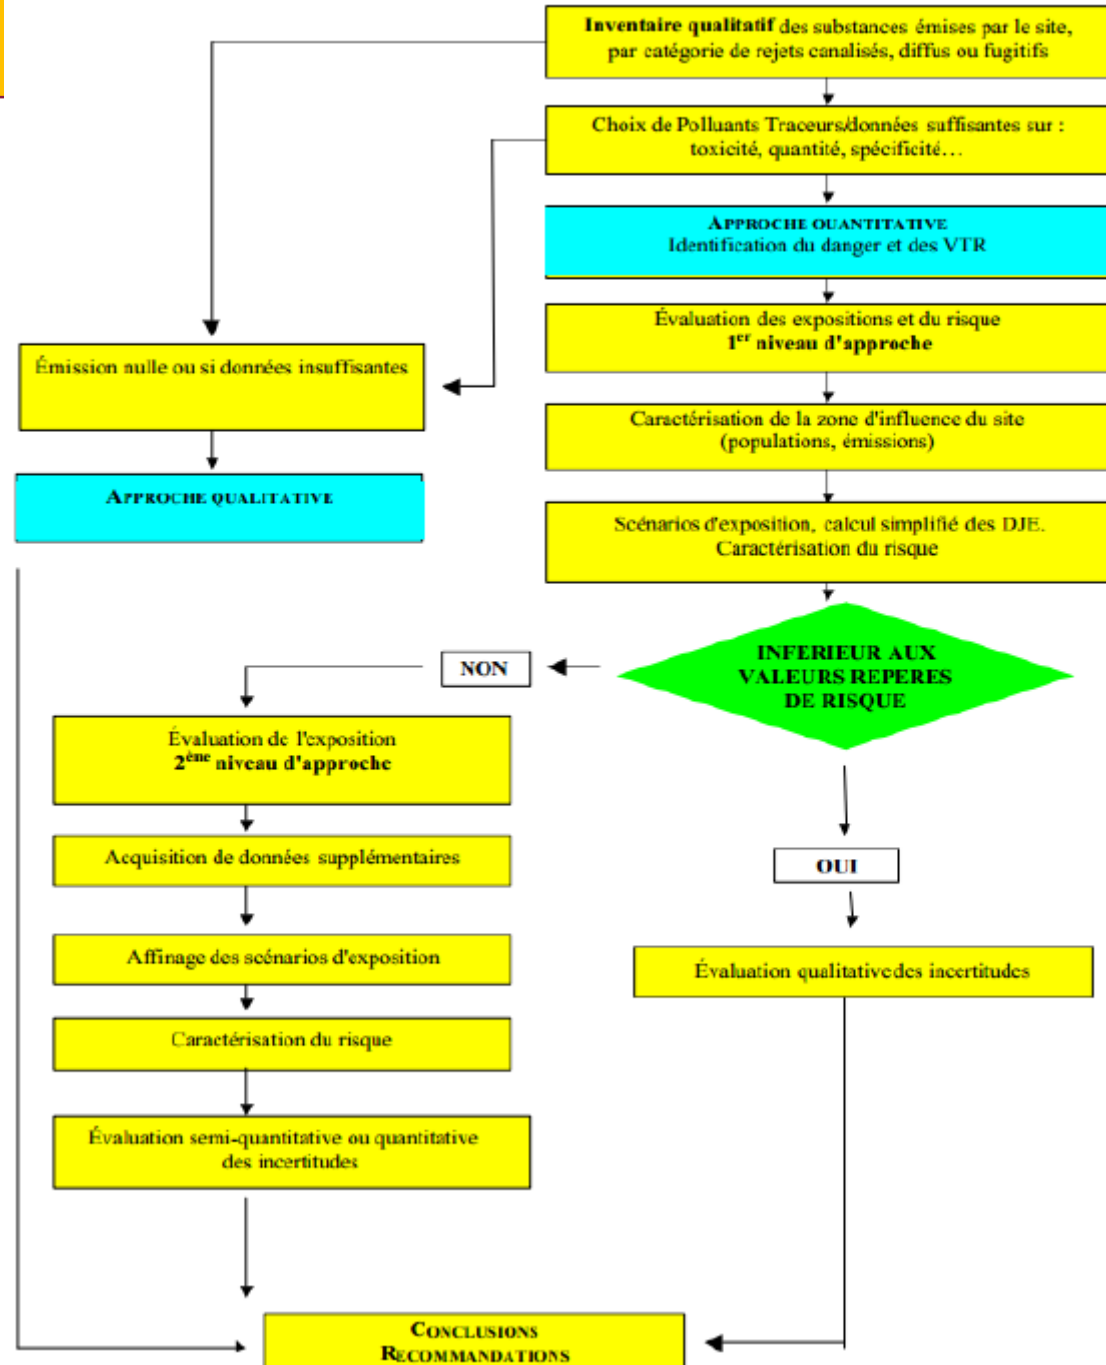 Inventaire qualitatif des substances émises par le site,
par catégorie de rejets canalisés, diffus ou fugitifs
Choix de Polluants Traceurs/données suffisantes sur :
toxicité, quantité, spécificité…
APPROCHE QUANTITATIVE
Identification du danger et des VTR
Évaluation des expositions et du risque
1er niveau d'approche
Émission nulle ou si données insuffisantes
Caractérisation de la zone d'influence du site
(populations, émissions)
APPROCHE QUALITATIVE
Scénarios d'exposition, calcul simplifié des DJE.
Caractérisation du risque
INFERIEUR AUX
VALEURS REPERES
DE RISQUE
NON
Évaluation de l'exposition
2ème niveau d'approche
Acquisition de données supplémentaires
OUI
Affinage des scénarios d'exposition
Évaluation qualitative des incertitudes
Caractérisation du risque
Évaluation semi-quantitative ou quantitative
des incertitudes
CONCLUSIONS
RECOMMANDATIONS